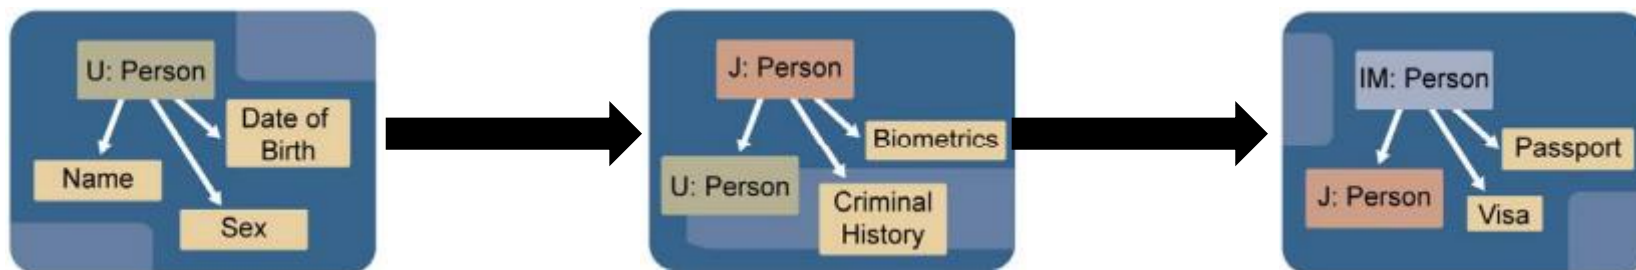 U: Person
Date of
Birth
Name
Sex
J: Person
Biometrics
U: Person
Criminal
History
IM: Person
Passport
J: Person
Visa